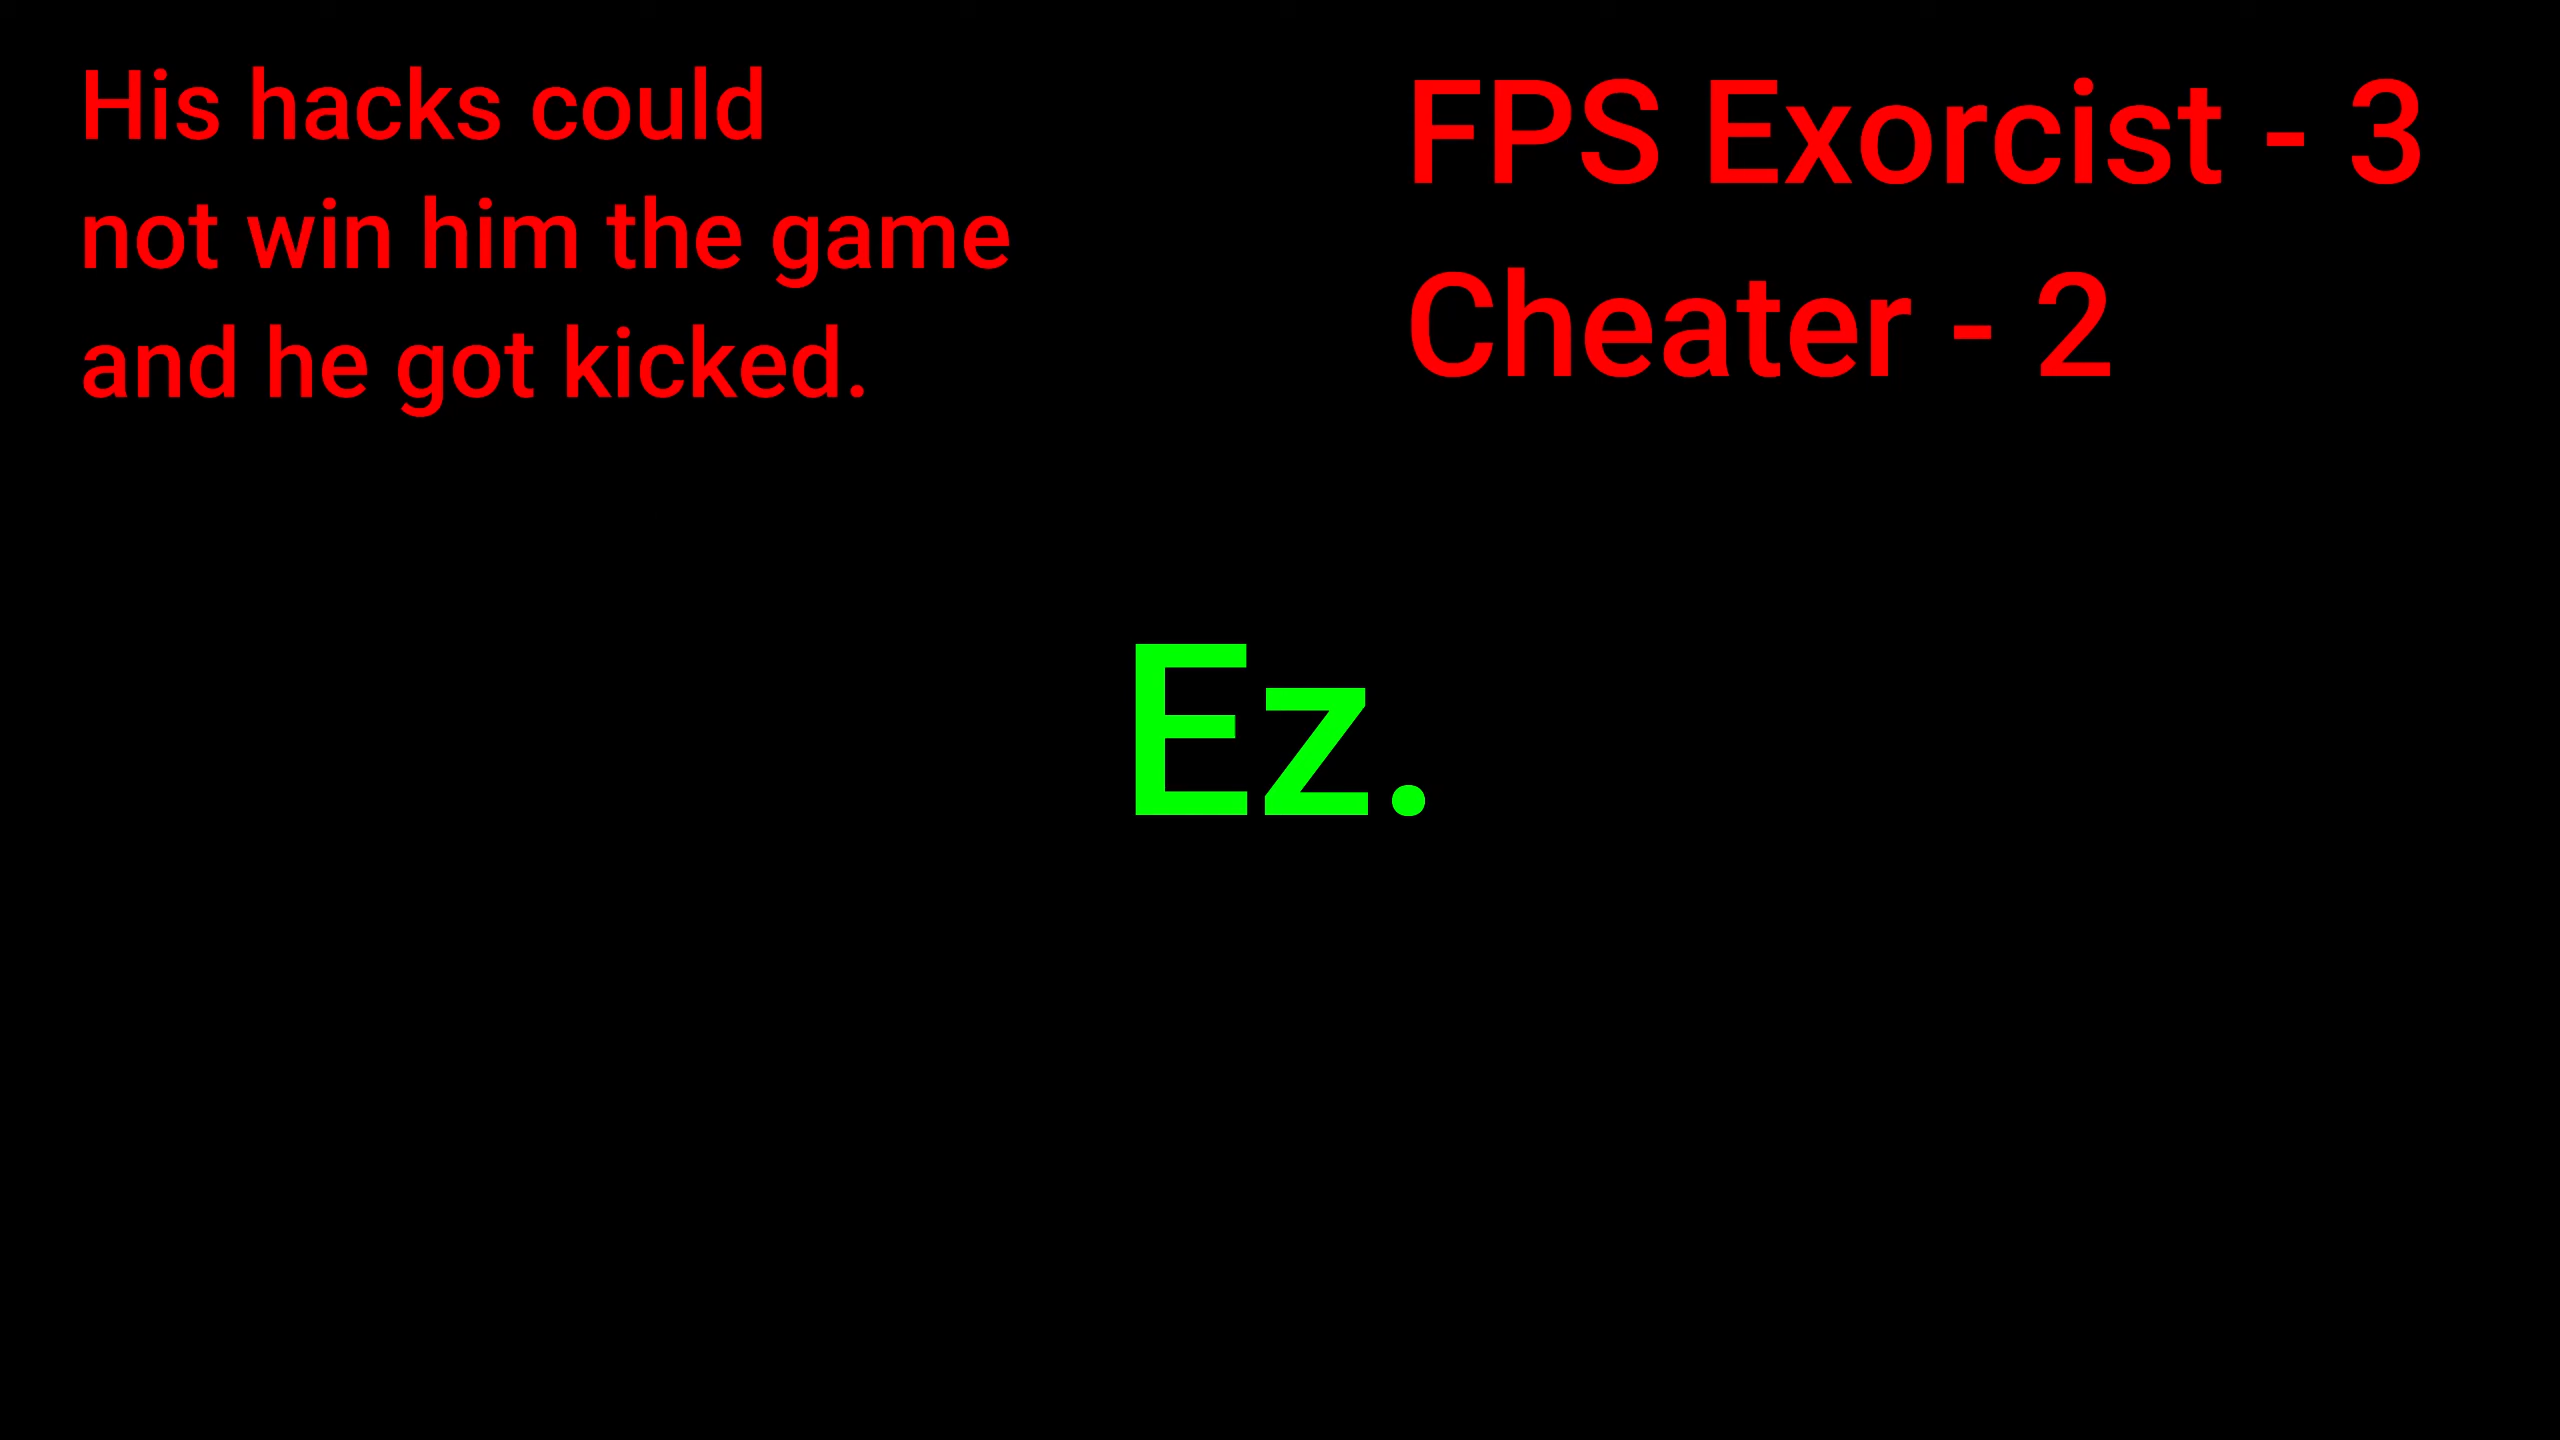 His hacks could
not win him the game
and he got kicked.
FPS Exorcist - 3
Cheater - 2
Ez.